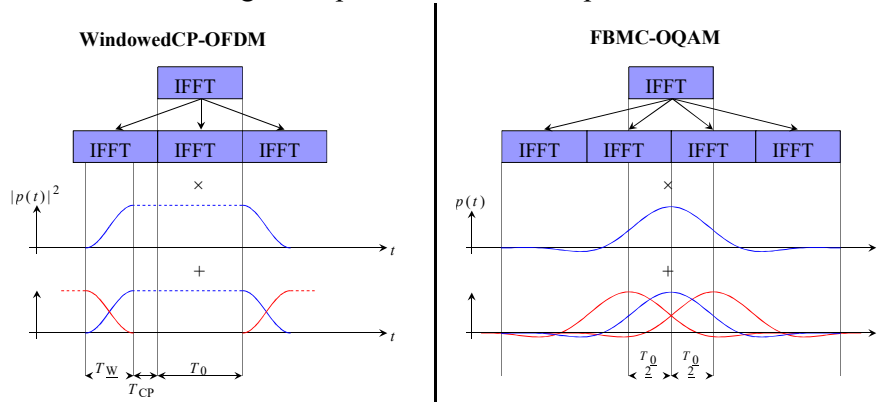 WindowedCP-OFDM
IFFT
IFFT IFFT IFFT
×
|p(t)|²
t
+
t
T_W T_0
T_CP
FBMC-OQAM
IFFT
IFFT IFFT IFFT IFFT
×
p(t)
+
T_0/2 T_0/2